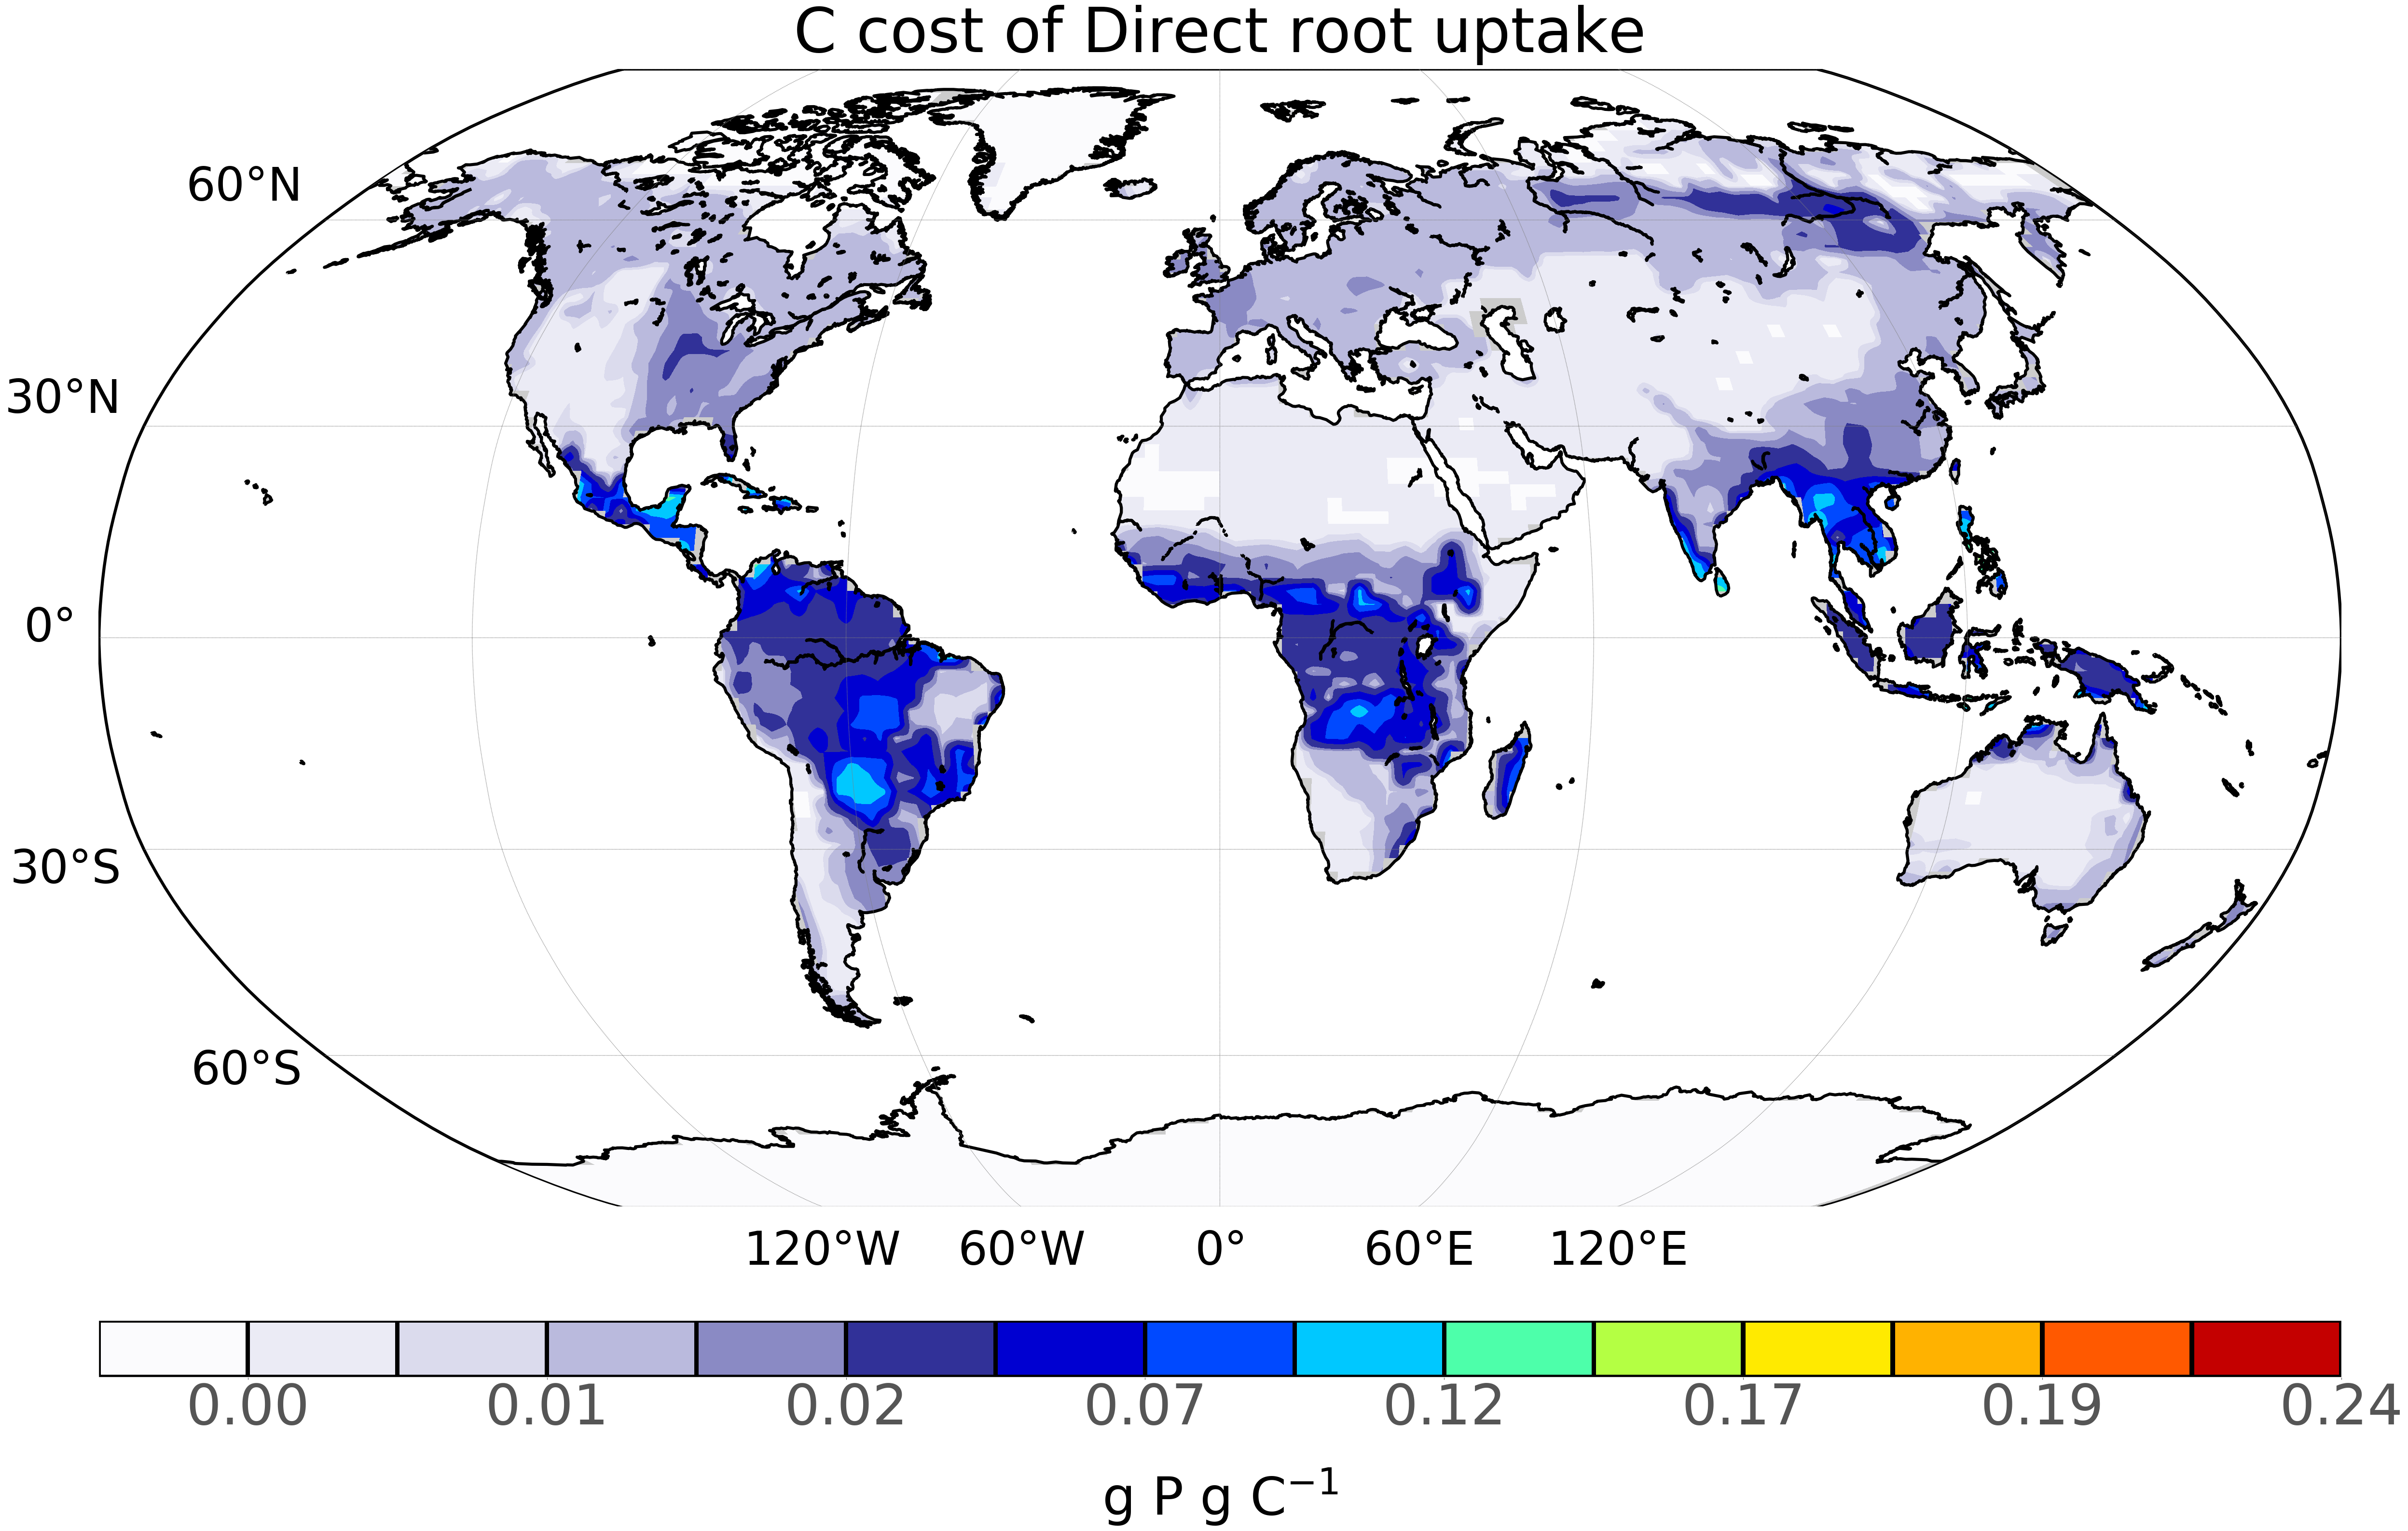 C cost of Direct root uptake
60°N
30°N
0°
30°S
60°S
120°W 60°W 0° 60°E 120°E
0.00 0.01 0.02 0.07 0.12 0.17 0.19 0.24
g P g C⁻¹